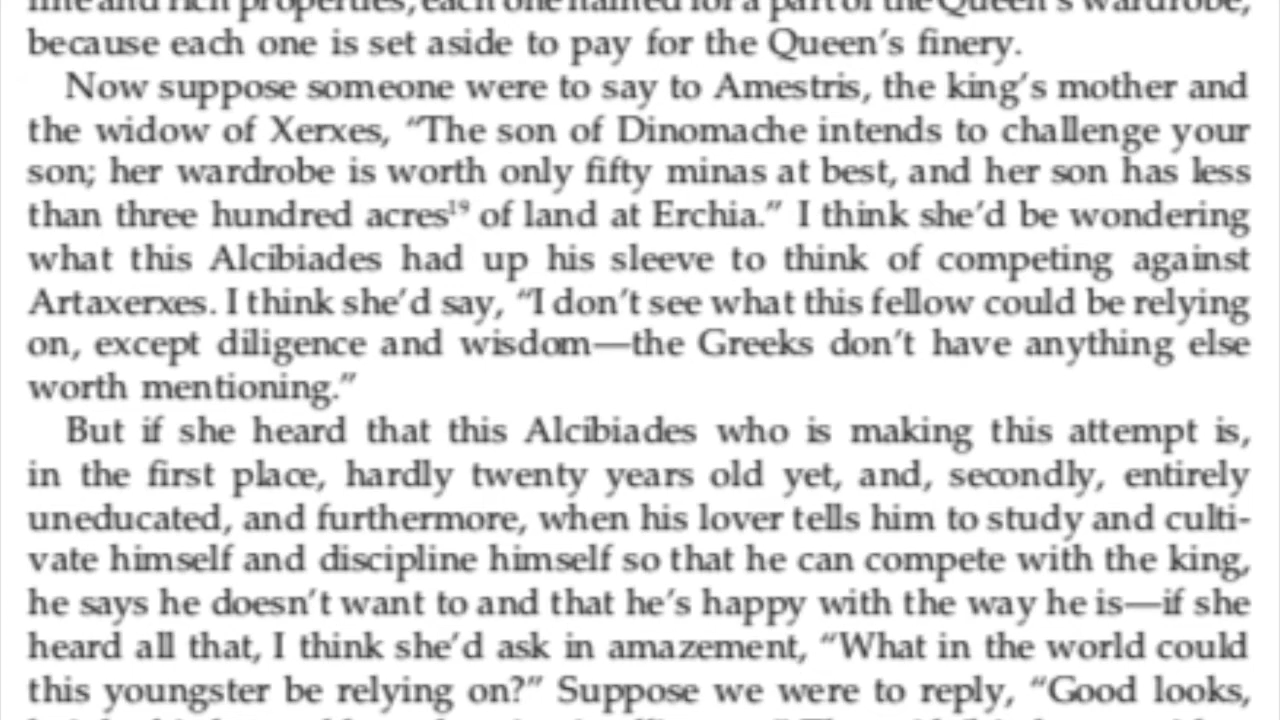 fine and rich properties, each one named for a part of the Queen's wardrobe,
because each one is set aside to pay for the Queen's finery.
Now suppose someone were to say to Amestris, the king's mother and
the widow of Xerxes, “The son of Dinomache intends to challenge your
son; her wardrobe is worth only fifty minas at best, and her son has less
than three hundred acres¹⁹ of land at Erchia.” I think she'd be wondering
what this Alcibiades had up his sleeve to think of competing against
Artaxerxes. I think she'd say, “I don't see what this fellow could be relying
on, except diligence and wisdom—the Greeks don't have anything else
worth mentioning.”
But if she heard that this Alcibiades who is making this attempt is,
in the first place, hardly twenty years old yet, and, secondly, entirely
uneducated, and furthermore, when his lover tells him to study and culti-
vate himself and discipline himself so that he can compete with the king,
he says he doesn't want to and that he's happy with the way he is—if she
heard all that, I think she'd ask in amazement, “What in the world could
this youngster be relying on?” Suppose we were to reply, “Good looks,